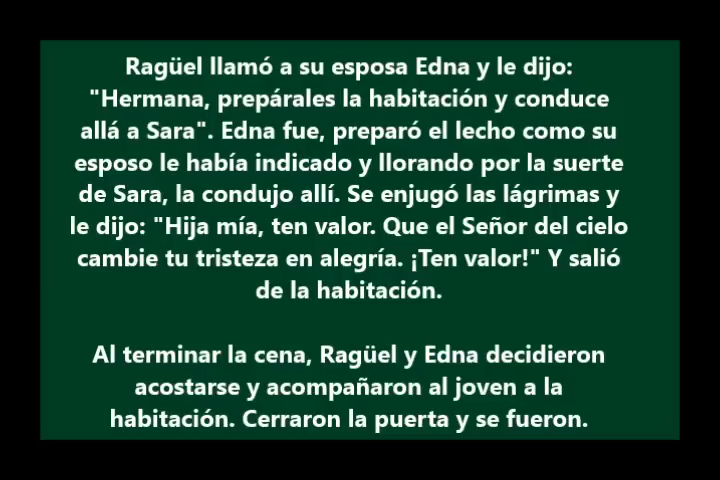 Ragüel llamó a su esposa Edna y le dijo:
"Hermana, prepárales la habitación y conduce
allá a Sara". Edna fue, preparó el lecho como su
esposo le había indicado y llorando por la suerte
de Sara, la condujo allí. Se enjugó las lágrimas y
le dijo: "Hija mía, ten valor. Que el Señor del cielo
cambie tu tristeza en alegría. ¡Ten valor!" Y salió
de la habitación.
Al terminar la cena, Ragüel y Edna decidieron
acostarse y acompañaron al joven a la
habitación. Cerraron la puerta y se fueron.